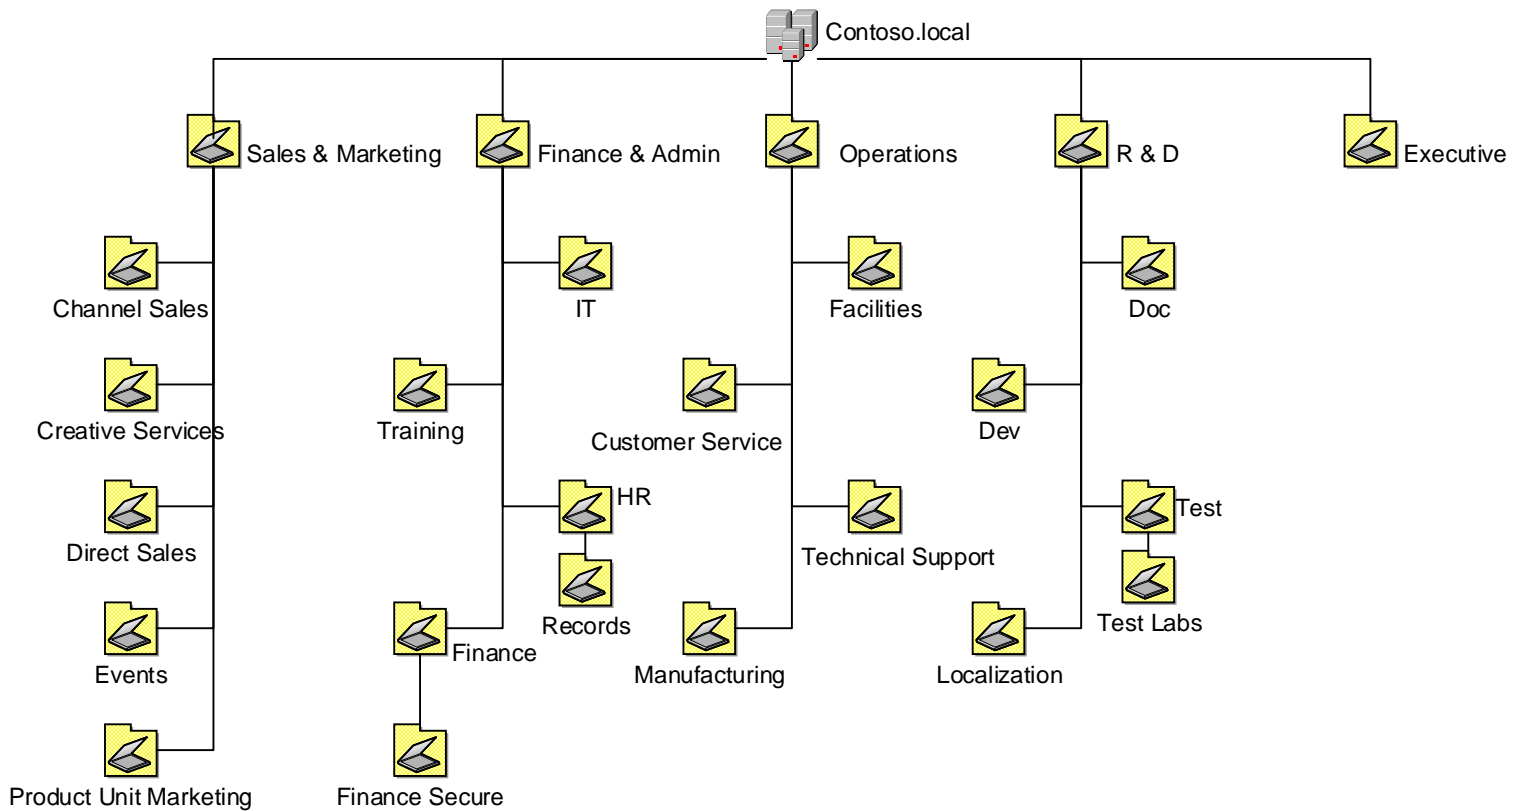 Contoso.local
Sales & Marketing
Finance & Admin
Operations
R & D
Executive
Channel Sales
IT
Facilities
Doc
Creative Services
Training
Customer Service
Dev
HR
Test
Direct Sales
Technical Support
Records
Test Labs
Events
Finance
Manufacturing
Localization
Product Unit Marketing
Finance Secure